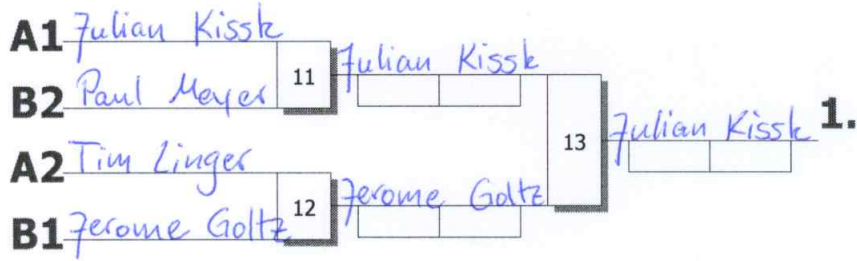 A1 Julian Kissk
11 Julian Kissk
B2 Paul Meyer
13 Julian Kissk 1.
A2 Tim Linger
12 Jerome Goltz
B1 Jerome Goltz